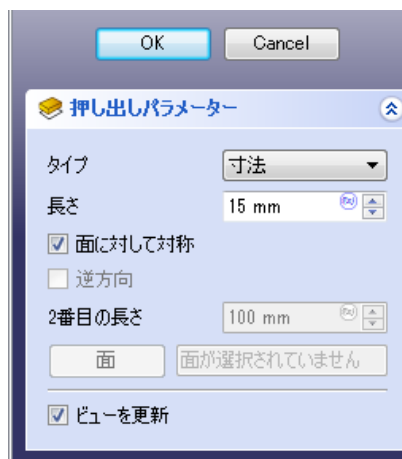 OK Cancel
押し出しパラメーター
タイプ 寸法
長さ 15 mm
面に対して対称
逆方向
2番目の長さ 100 mm
面 面が選択されていません
ビューを更新